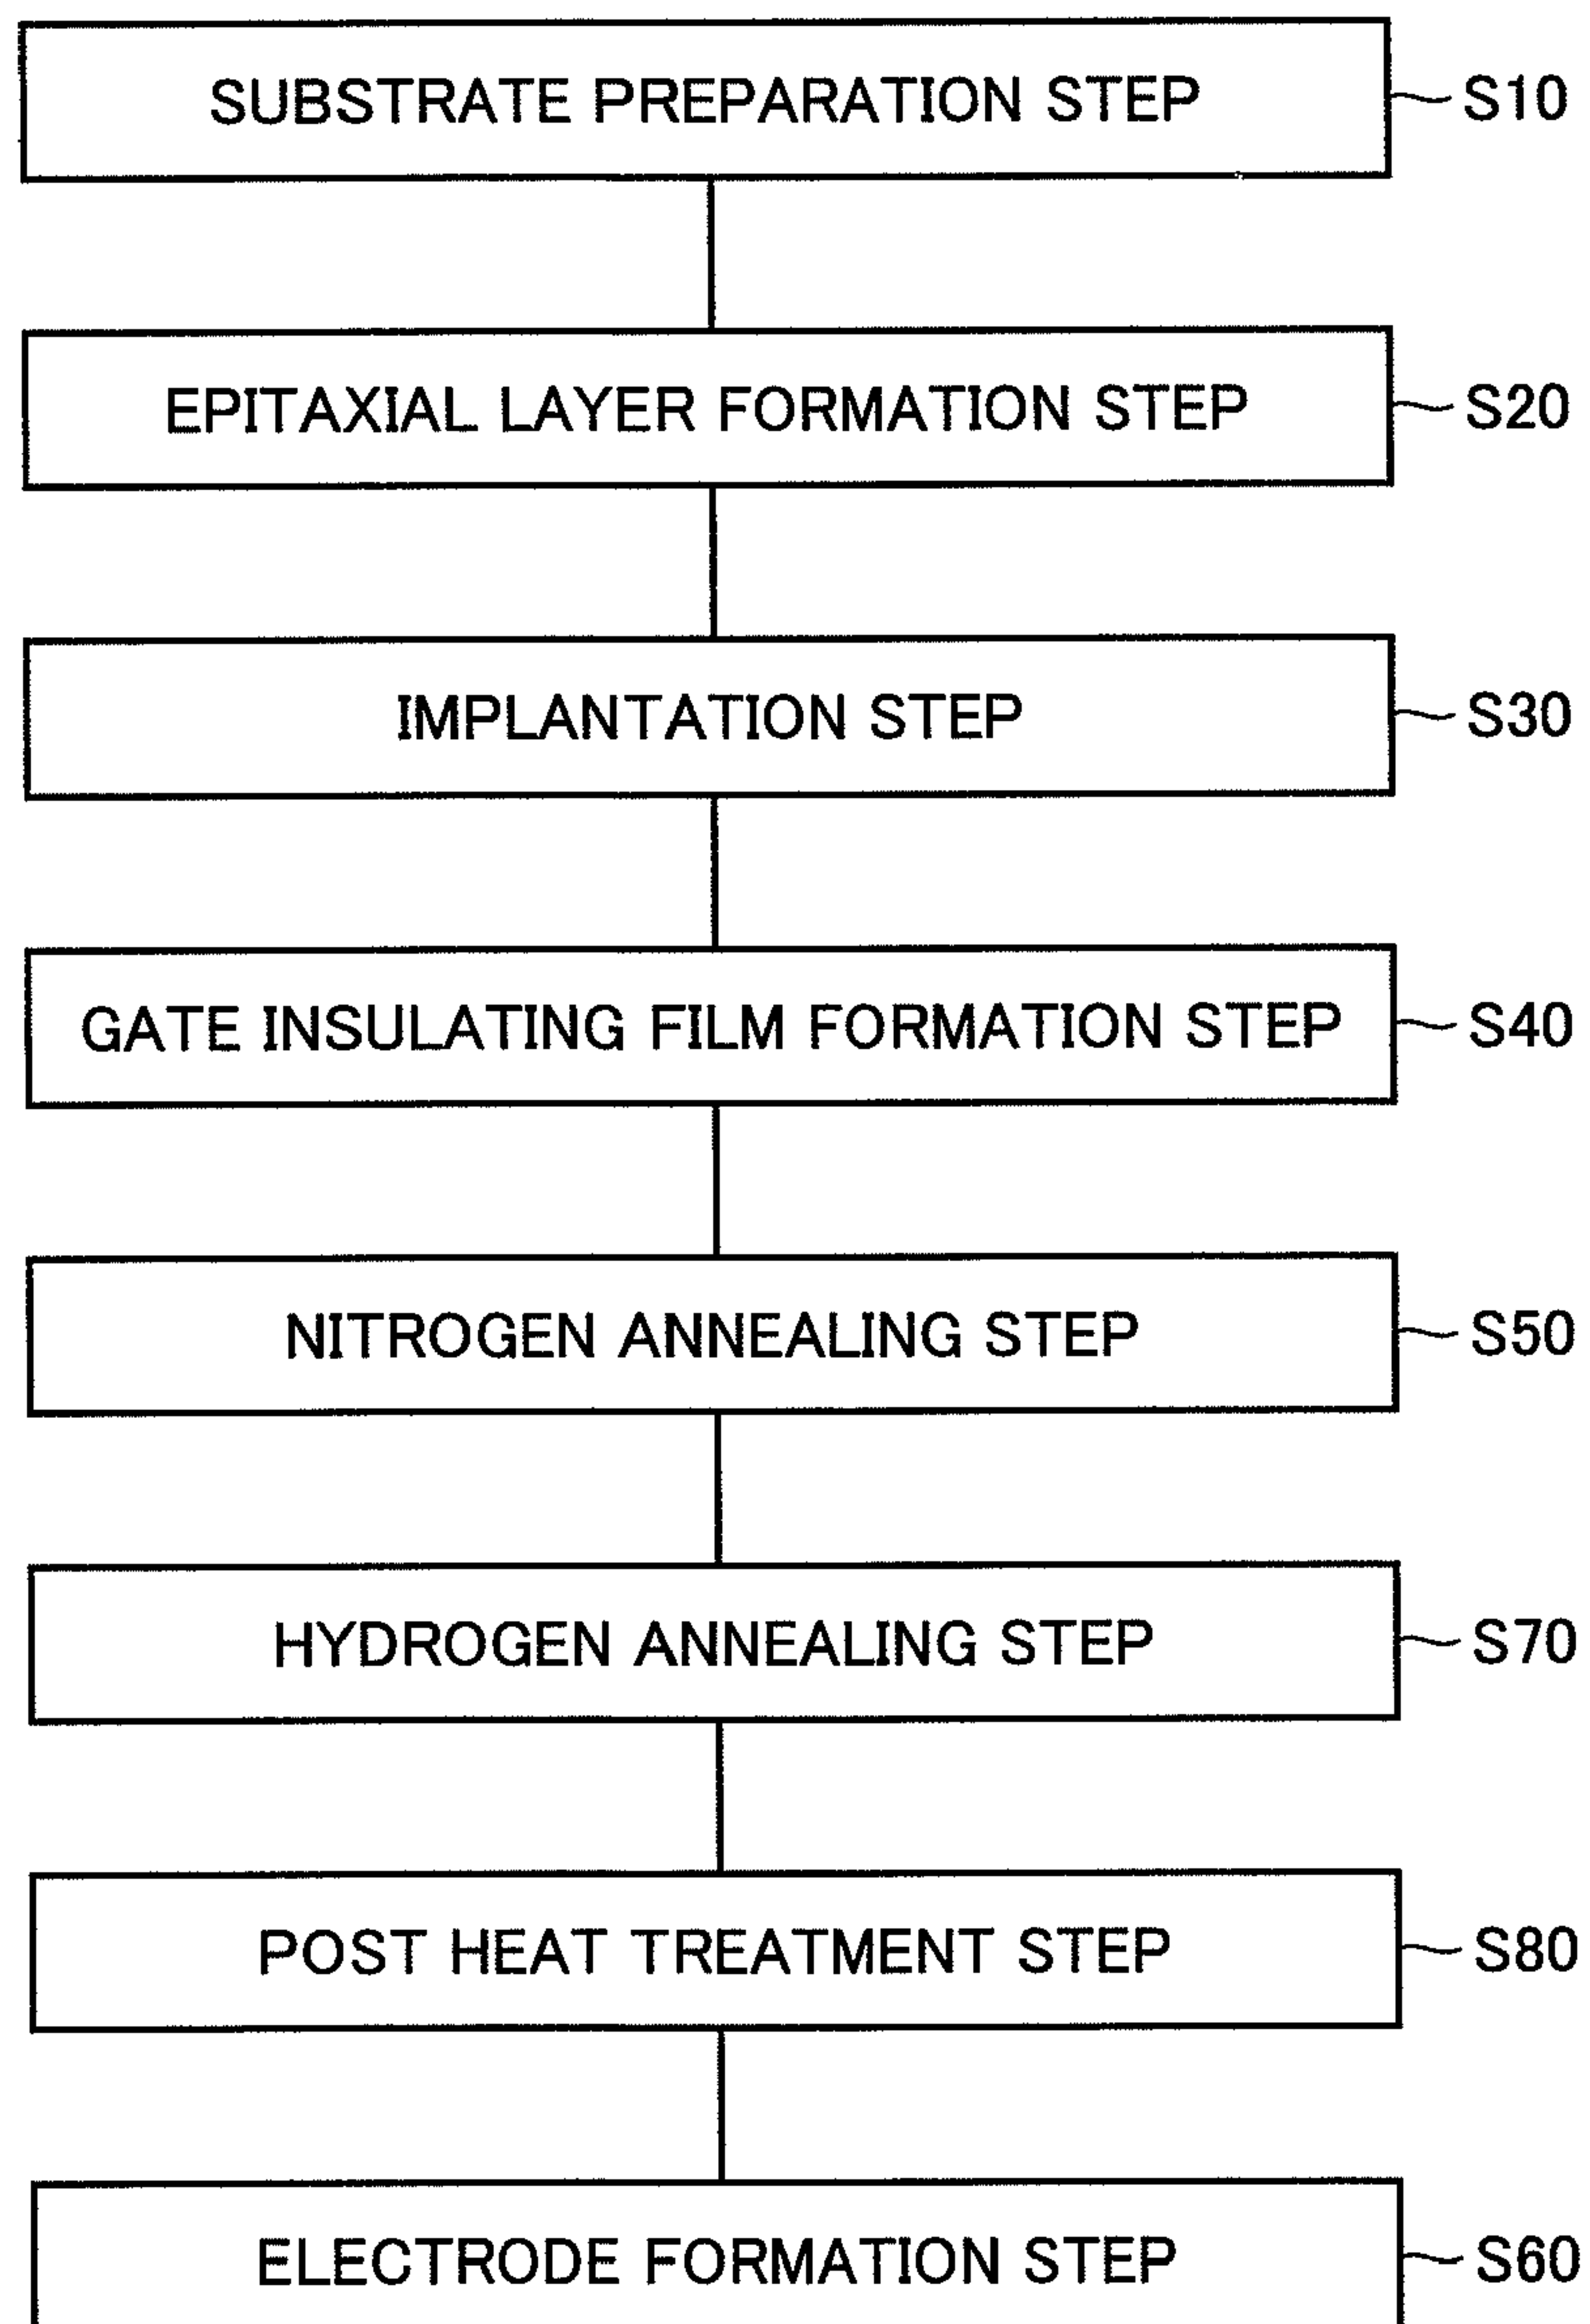 SUBSTRATE PREPARATION STEP S10
EPITAXIAL LAYER FORMATION STEP S20
IMPLANTATION STEP S30
GATE INSULATING FILM FORMATION STEP S40
NITROGEN ANNEALING STEP S50
HYDROGEN ANNEALING STEP S70
POST HEAT TREATMENT STEP S80
ELECTRODE FORMATION STEP S60